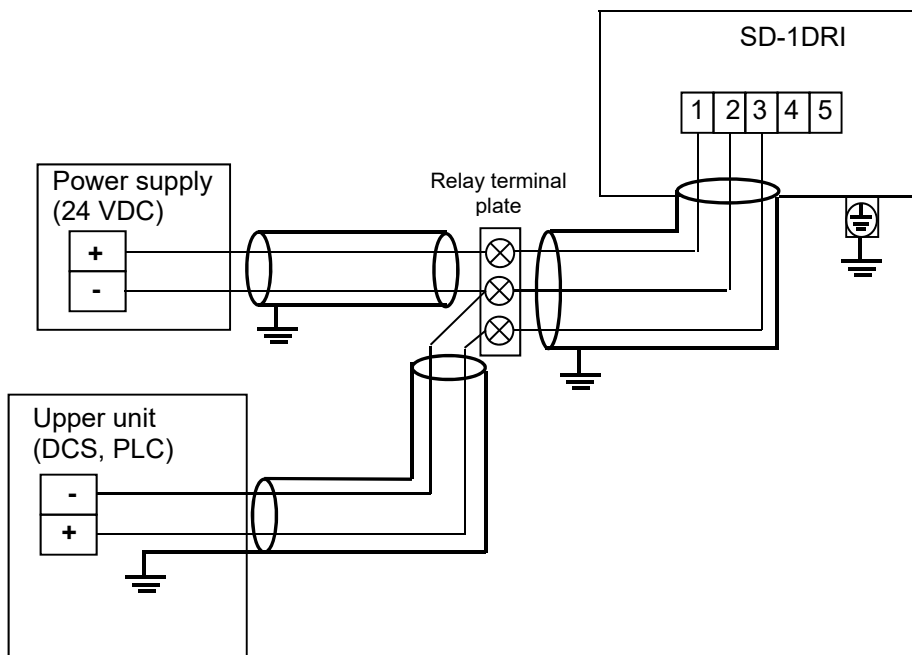 SD-1DRI
1 2 3 4 5
Power supply
(24 VDC)
+
-
Relay terminal
plate
Upper unit
(DCS, PLC)
-
+